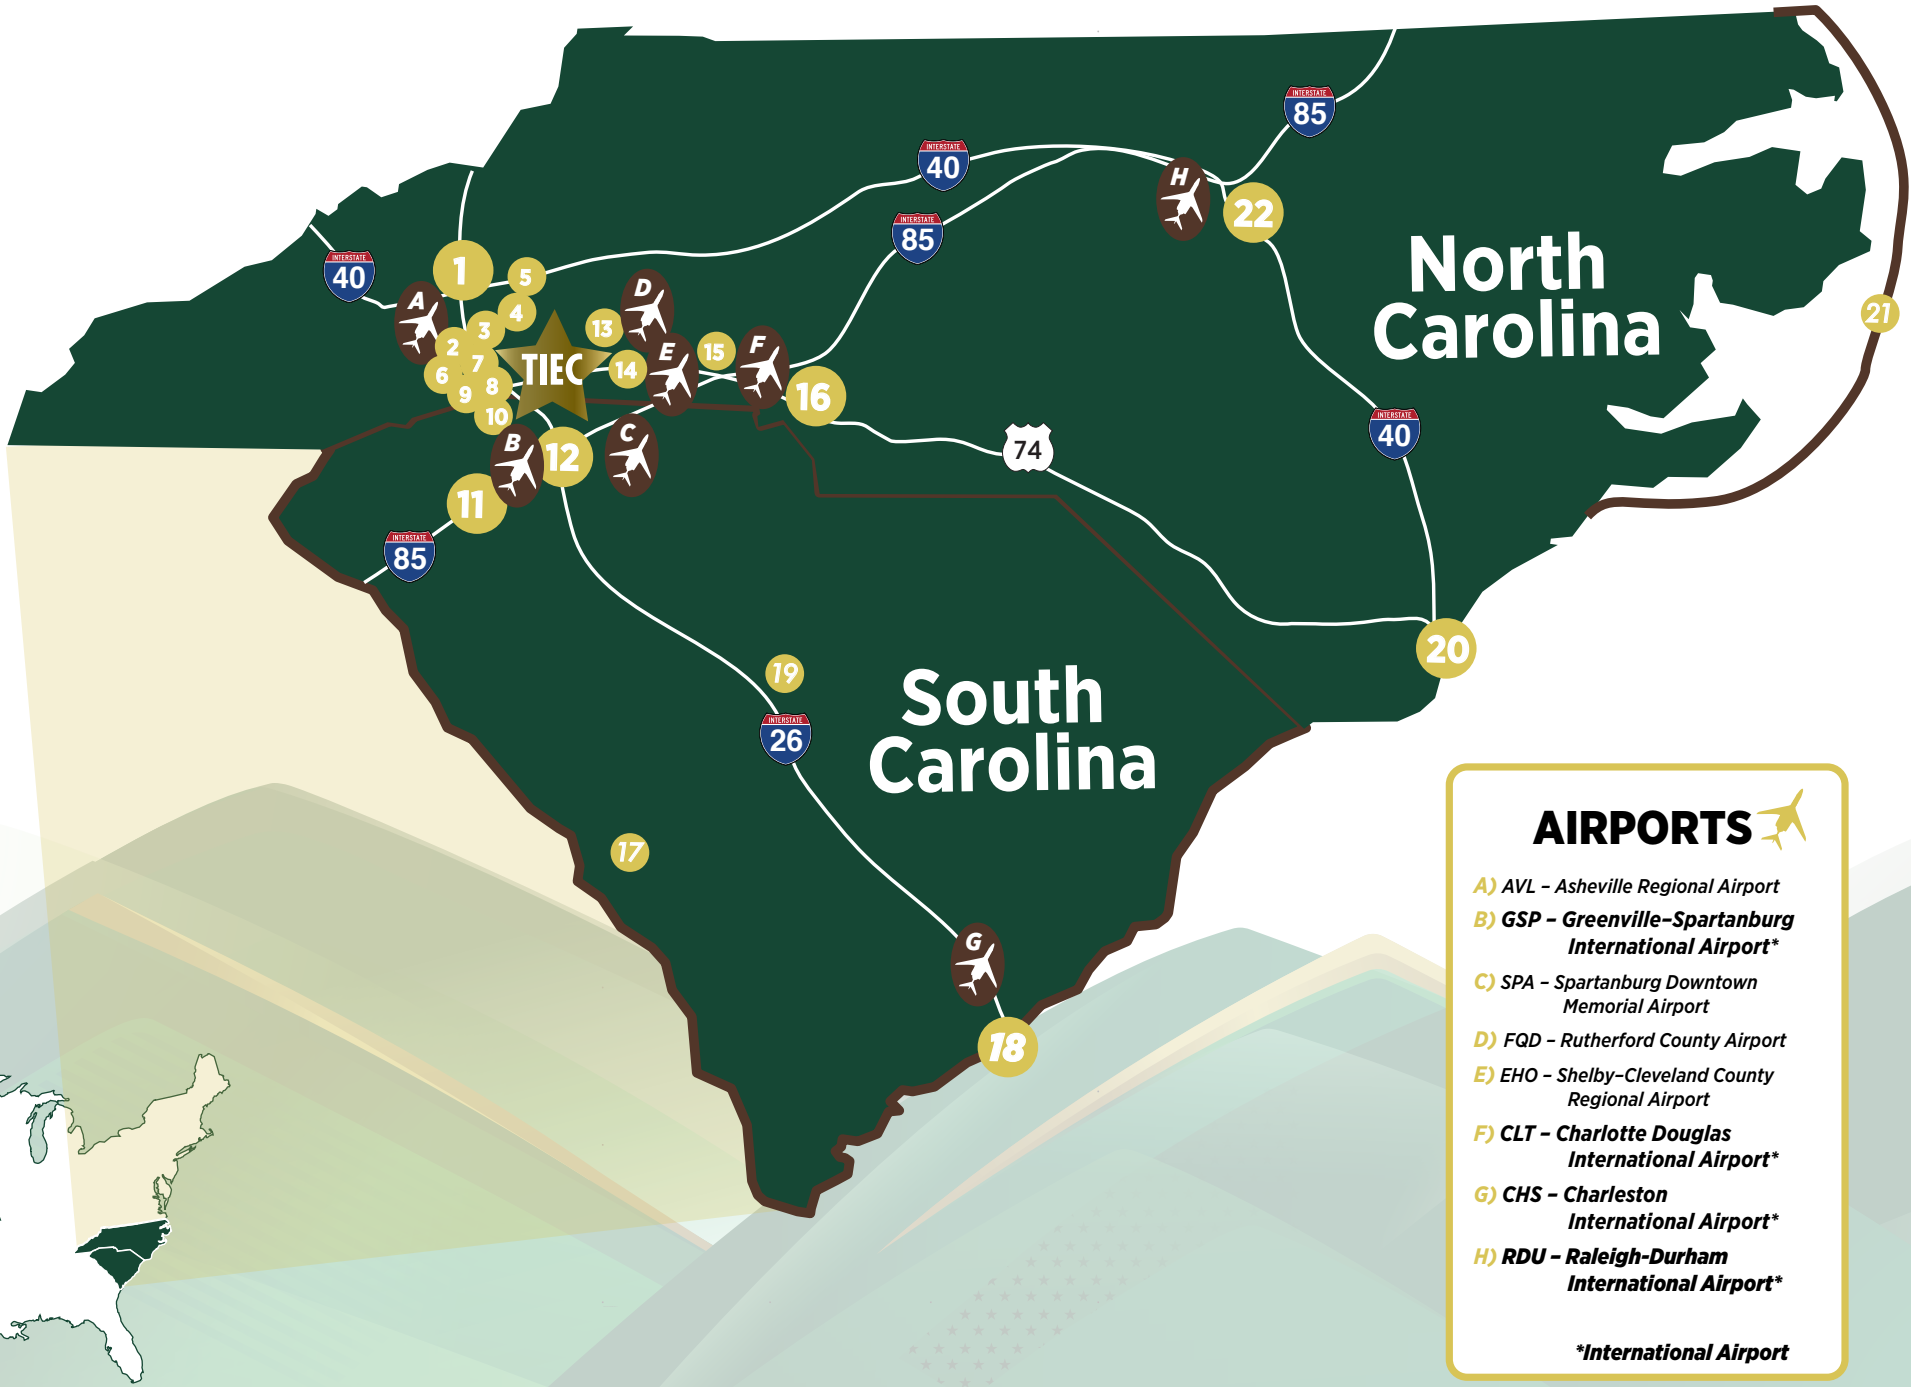 INTERSTATE
85
INTERSTATE
40
H
22
INTERSTATE
85
North
Carolina
INTERSTATE
40
1
5
A
D
4
3
13
21
2
7
TIEC
E
15
F
6
8
14
9
16
10
B
12
C
74
INTERSTATE
40
11
INTERSTATE
85
20
19
South
Carolina
INTERSTATE
26
17
G
18
AIRPORTS
A) AVL – Asheville Regional Airport
B) GSP – Greenville–Spartanburg
International Airport*
C) SPA – Spartanburg Downtown
Memorial Airport
D) FQD – Rutherford County Airport
E) EHO – Shelby–Cleveland County
Regional Airport
F) CLT – Charlotte Douglas
International Airport*
G) CHS – Charleston
International Airport*
H) RDU – Raleigh-Durham
International Airport*
*International Airport